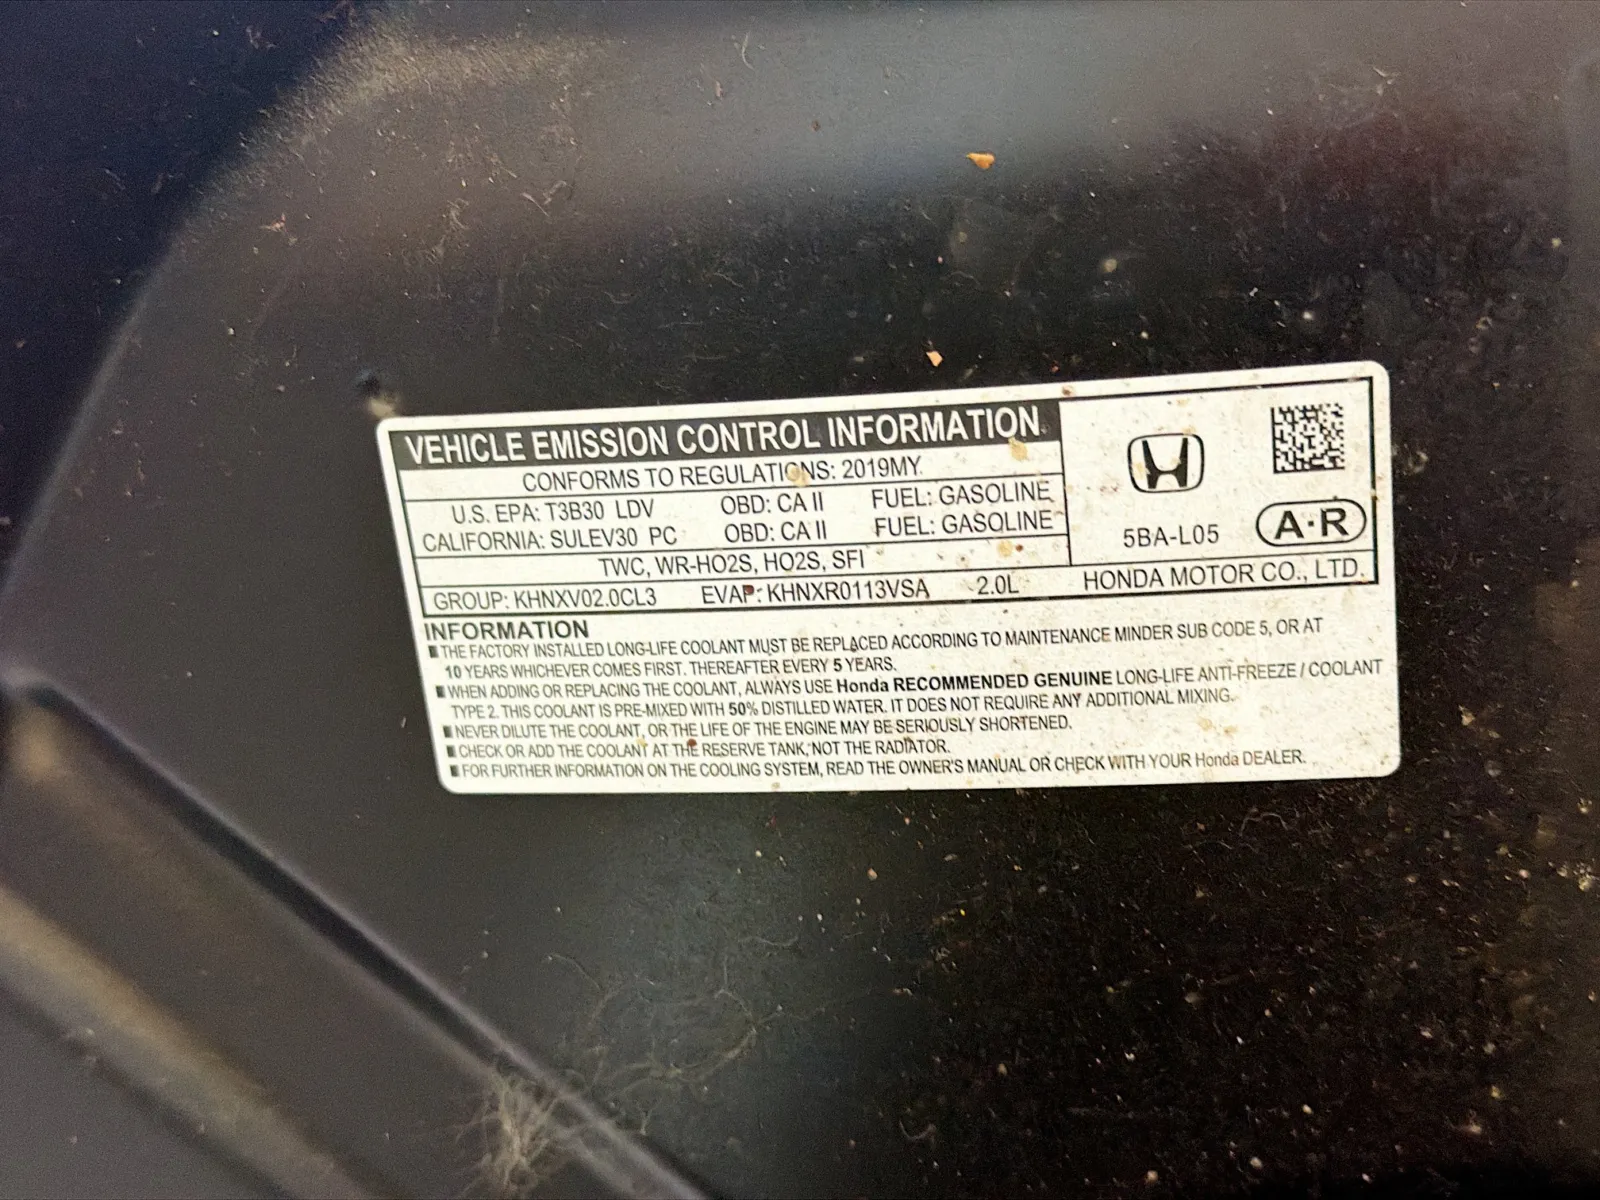 VEHICLE EMISSION CONTROL INFORMATION
CONFORMS TO REGULATIONS: 2019MY
U.S. EPA: T3B30 LDV OBD: CA II FUEL: GASOLINE
CALIFORNIA: SULEV30 PC OBD: CA II FUEL: GASOLINE
TWC, WR-HO2S, HO2S, SFI
GROUP: KHNXV02.0CL3 EVAP: KHNXR0113VSA 2.0L
5BA-L05 A·R
HONDA MOTOR CO., LTD.
INFORMATION
■ THE FACTORY INSTALLED LONG-LIFE COOLANT MUST BE REPLACED ACCORDING TO MAINTENANCE MINDER SUB CODE 5, OR AT
10 YEARS WHICHEVER COMES FIRST. THEREAFTER EVERY 5 YEARS.
■ WHEN ADDING OR REPLACING THE COOLANT, ALWAYS USE Honda RECOMMENDED GENUINE LONG-LIFE ANTI-FREEZE / COOLANT
TYPE 2. THIS COOLANT IS PRE-MIXED WITH 50% DISTILLED WATER. IT DOES NOT REQUIRE ANY ADDITIONAL MIXING.
■ NEVER DILUTE THE COOLANT, OR THE LIFE OF THE ENGINE MAY BE SERIOUSLY SHORTENED.
■ CHECK OR ADD THE COOLANT AT THE RESERVE TANK, NOT THE RADIATOR.
■ FOR FURTHER INFORMATION ON THE COOLING SYSTEM, READ THE OWNER'S MANUAL OR CHECK WITH YOUR Honda DEALER.